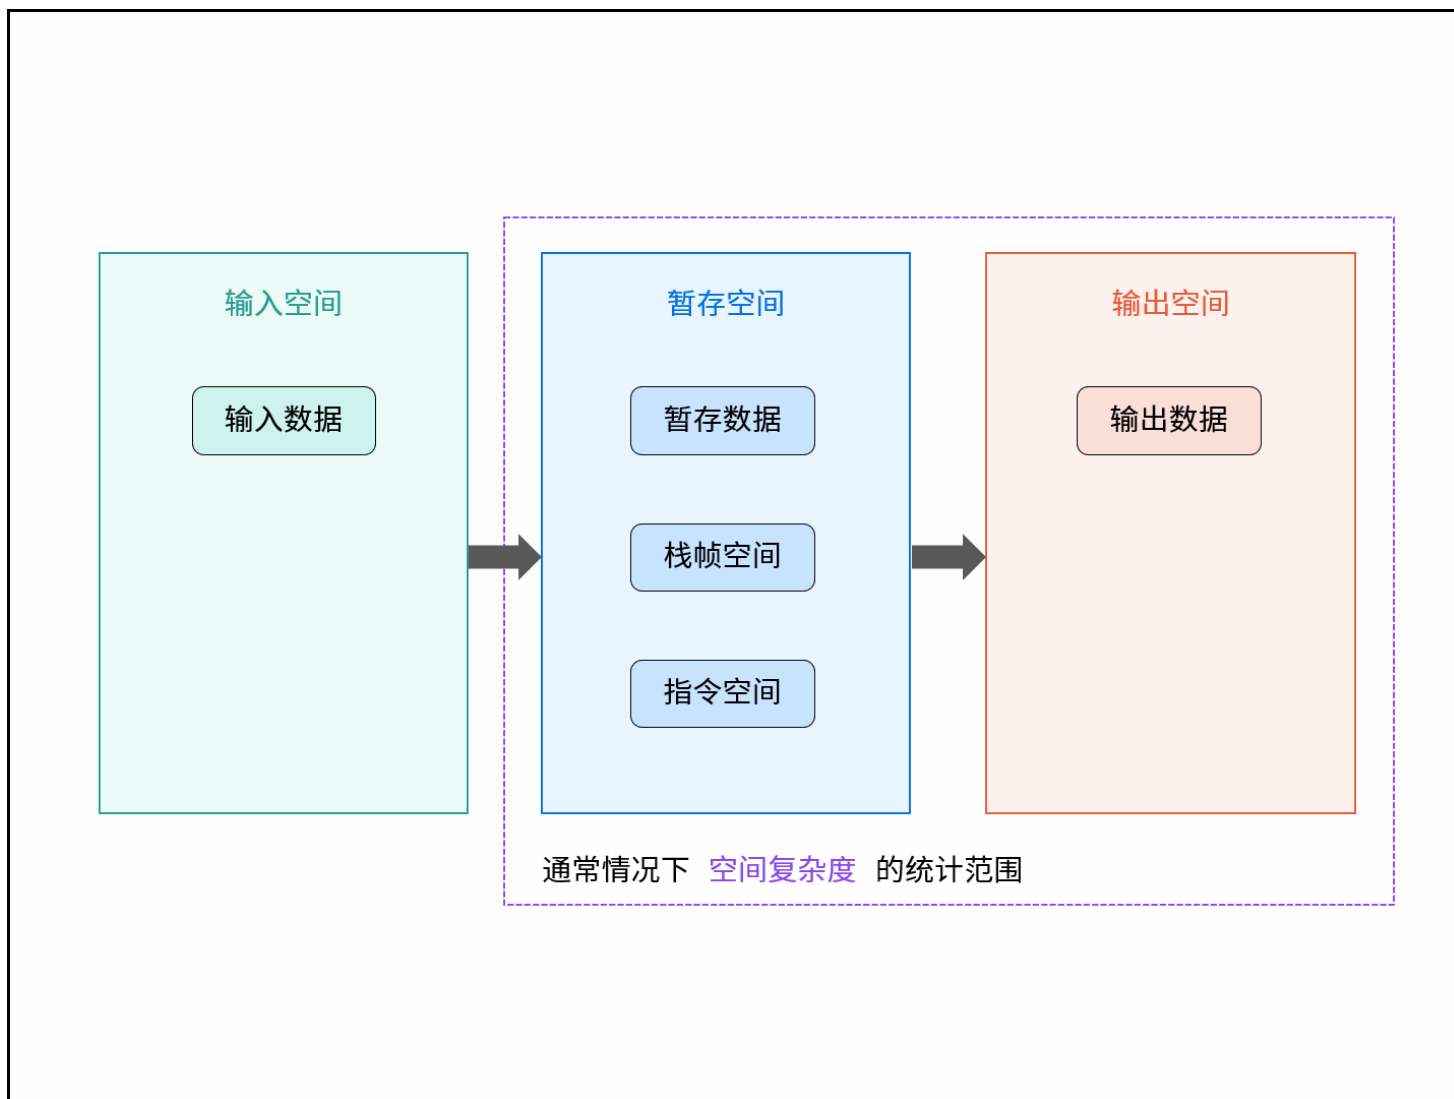 输入空间
输入数据
暂存空间
暂存数据
栈帧空间
指令空间
输出空间
输出数据
通常情况下 空间复杂度 的统计范围